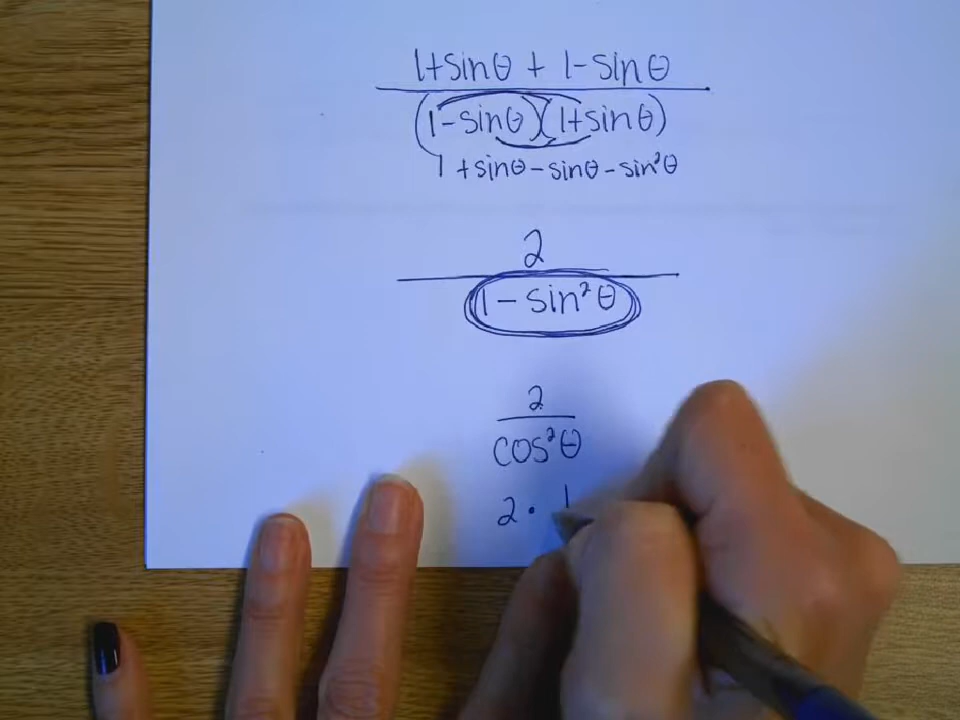 1+sinθ + 1-sinθ
(1-sinθ)(1+sinθ)
1 +sinθ-sinθ-sin²θ
2
1-sin²θ
2
cos²θ
2 · 1